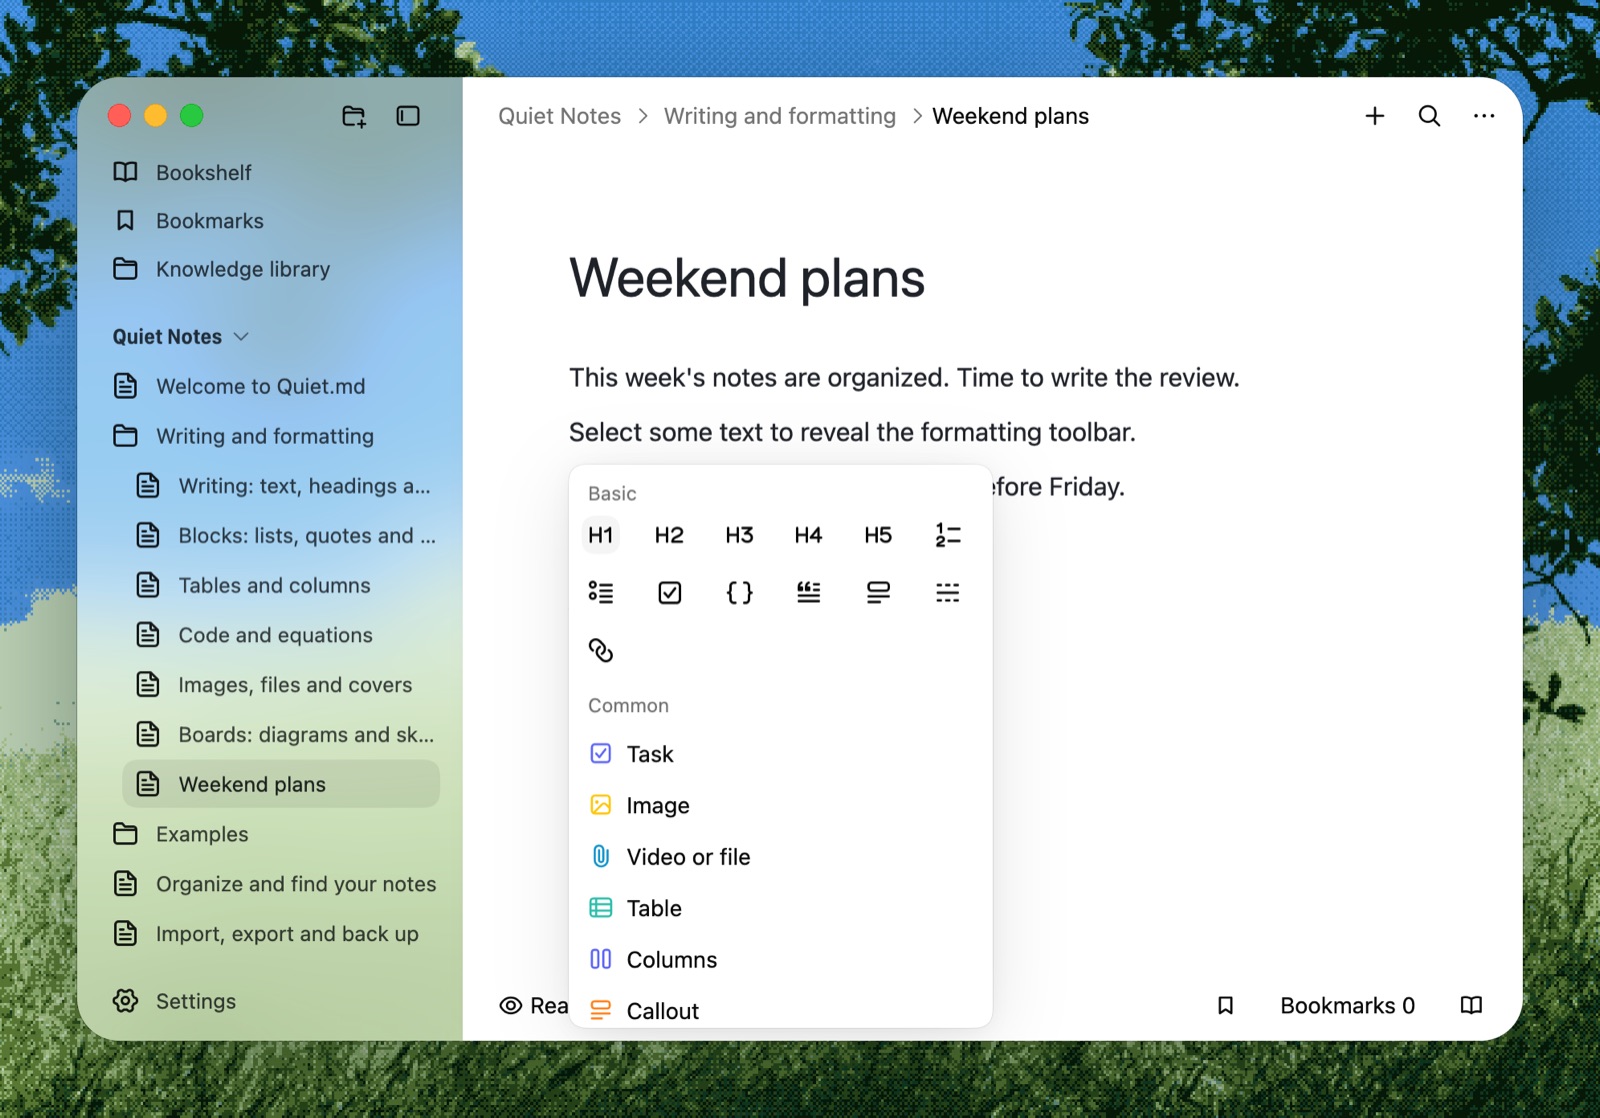 Bookshelf
Bookmarks
Knowledge library
Quiet Notes
Welcome to Quiet.md
Writing and formatting
Writing: text, headings a...
Blocks: lists, quotes and ...
Tables and columns
Code and equations
Images, files and covers
Boards: diagrams and sk...
Weekend plans
Examples
Organize and find your notes
Import, export and back up
Settings
Quiet Notes > Writing and formatting > Weekend plans
Weekend plans
This week's notes are organized. Time to write the review.
Select some text to reveal the formatting toolbar.
Friday.
Basic
H1 H2 H3 H4 H5
Common
Task
Image
Video or file
Table
Columns
Callout
Bookmarks 0